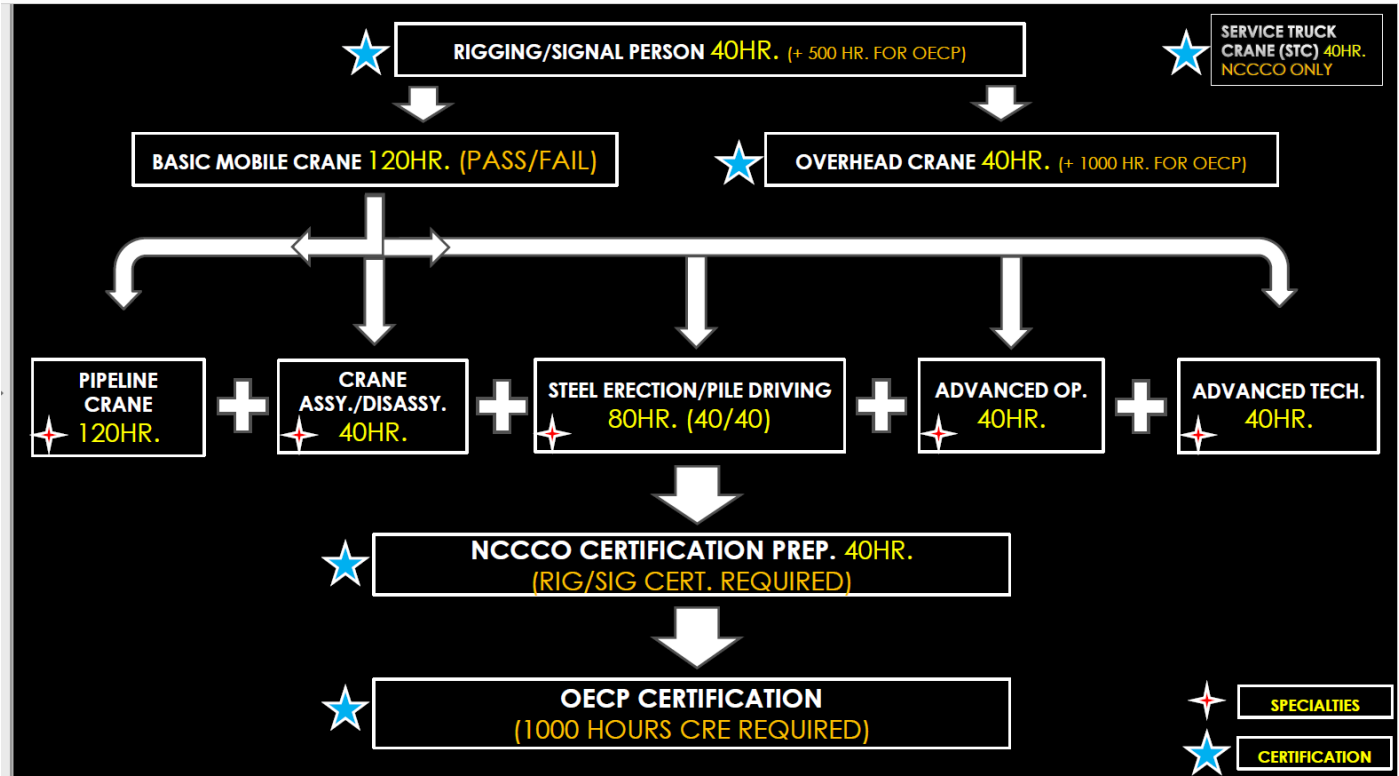 RIGGING/SIGNAL PERSON 40HR. (+ 500 HR. FOR OECP)
SERVICE TRUCK
CRANE (STC) 40HR.
NCCCO ONLY
BASIC MOBILE CRANE 120HR. (PASS/FAIL)
OVERHEAD CRANE 40HR. (+ 1000 HR. FOR OECP)
PIPELINE
CRANE
120HR.
CRANE
ASSY./DISASSY.
40HR.
STEEL ERECTION/PILE DRIVING
80HR. (40/40)
ADVANCED OP.
40HR.
ADVANCED TECH.
40HR.
NCCCO CERTIFICATION PREP. 40HR.
(RIG/SIG CERT. REQUIRED)
OECP CERTIFICATION
(1000 HOURS CRE REQUIRED)
SPECIALTIES
CERTIFICATION